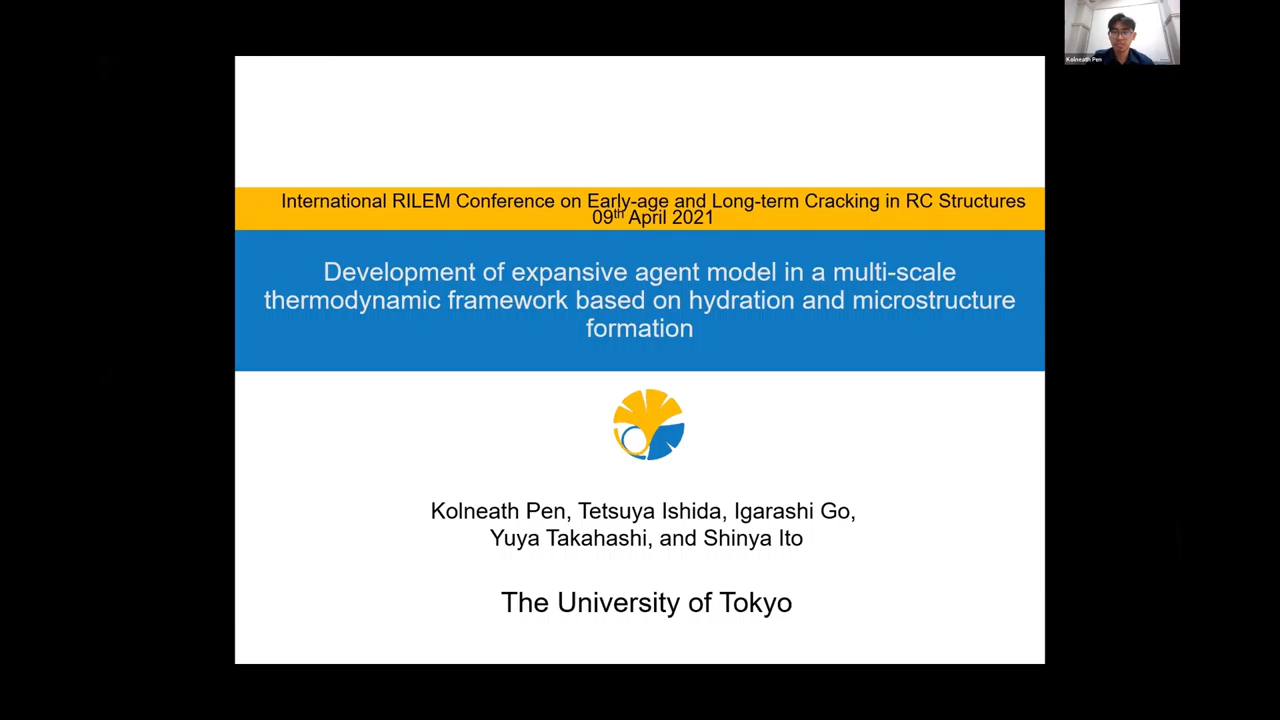 Kolneath Pen
International RILEM Conference on Early-age and Long-term Cracking in RC Structures
09th April 2021
Development of expansive agent model in a multi-scale
thermodynamic framework based on hydration and microstructure
formation
Kolneath Pen, Tetsuya Ishida, Igarashi Go,
Yuya Takahashi, and Shinya Ito
The University of Tokyo